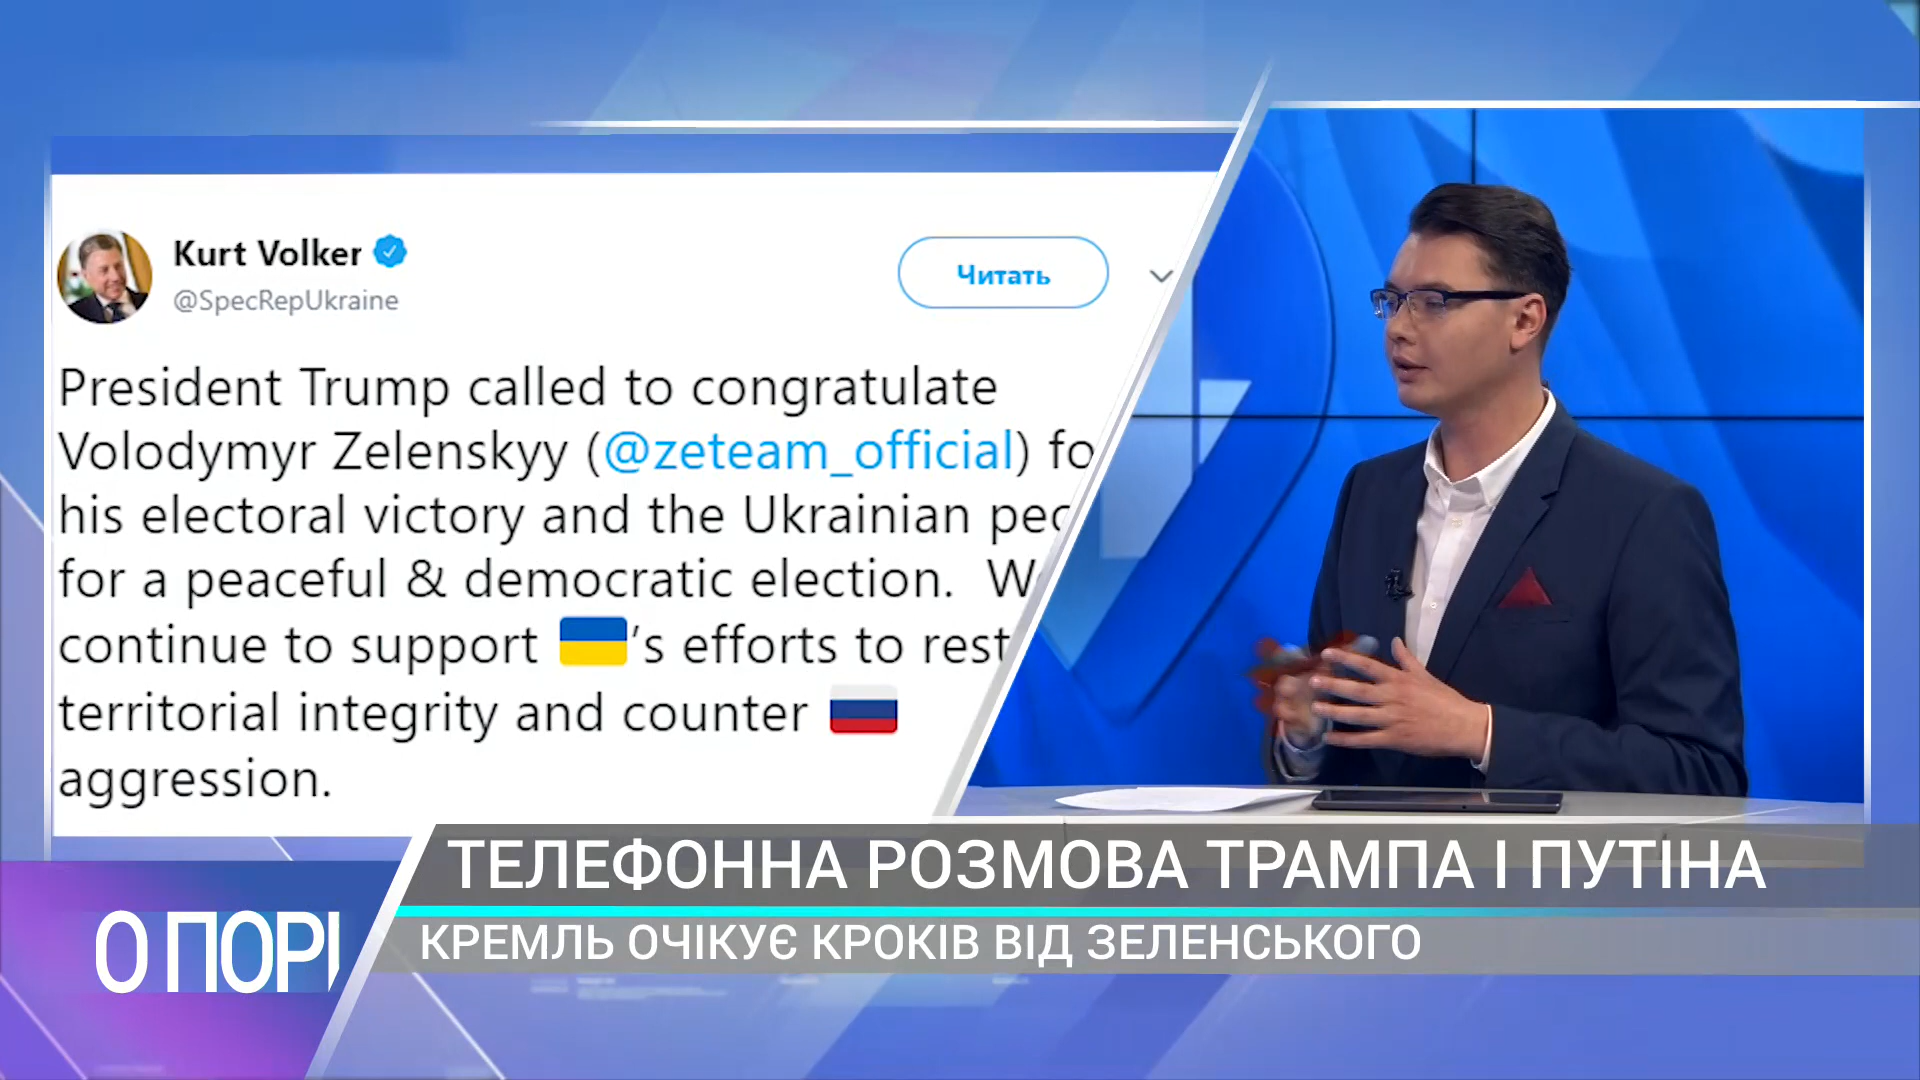 Kurt Volker
@SpecRepUkraine
Читать
President Trump called to congratulate
Volodymyr Zelenskyy (@zeteam_official) fo
his electoral victory and the Ukrainian peo
for a peaceful & democratic election. W
continue to support 's efforts to rest
territorial integrity and counter
aggression.
ТЕЛЕФОННА РОЗМОВА ТРАМПА І ПУТІНА
КРЕМЛЬ ОЧІКУЄ КРОКІВ ВІД ЗЕЛЕНСЬКОГО
О ПОРІ